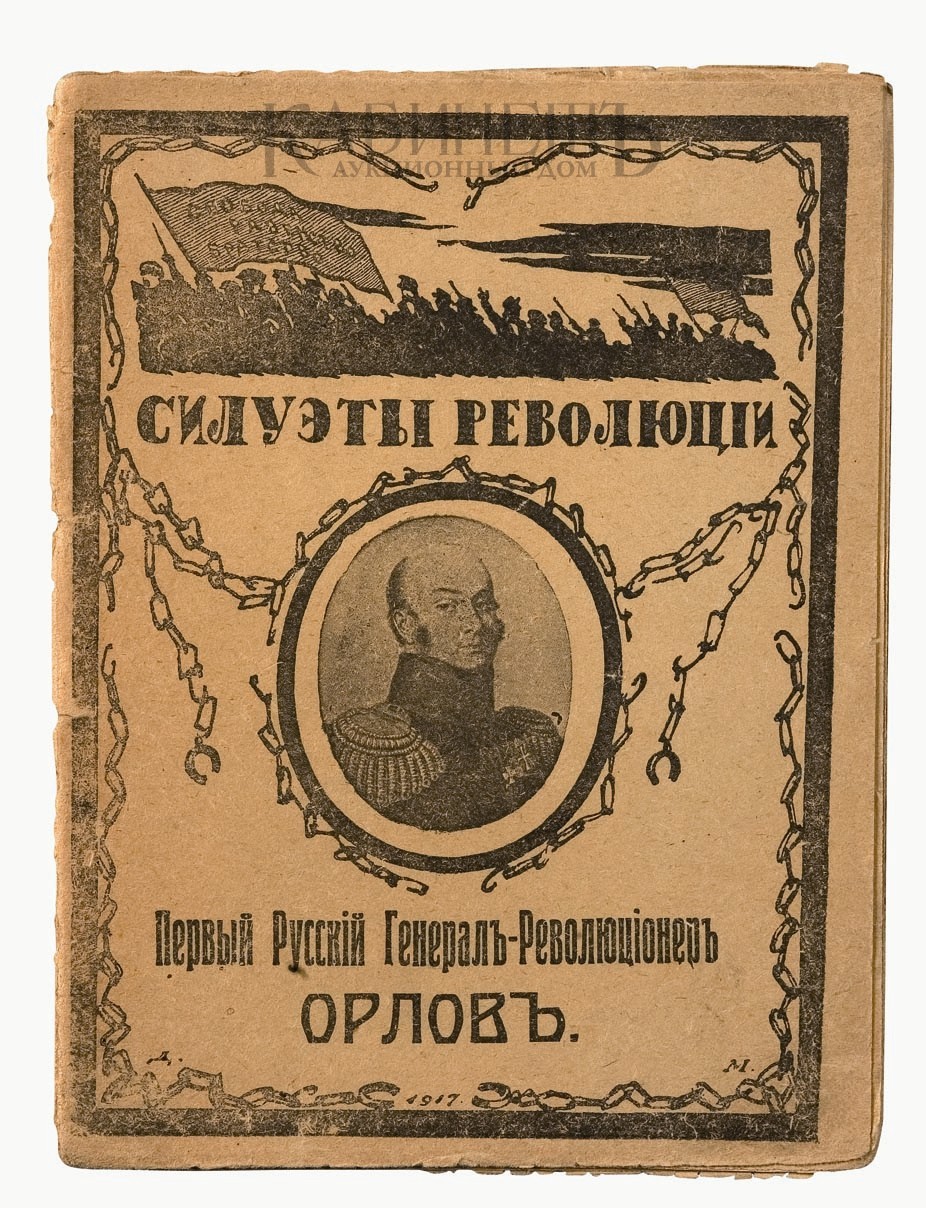 КАБИНЕТЪ
АУКЦИОННЫЙ ДОМ
СИЛУЭТЫ РЕВОЛЮЦІИ
Первый Русскій Генералъ-Революціонеръ
ОРЛОВЪ.
Д. М.
1917.